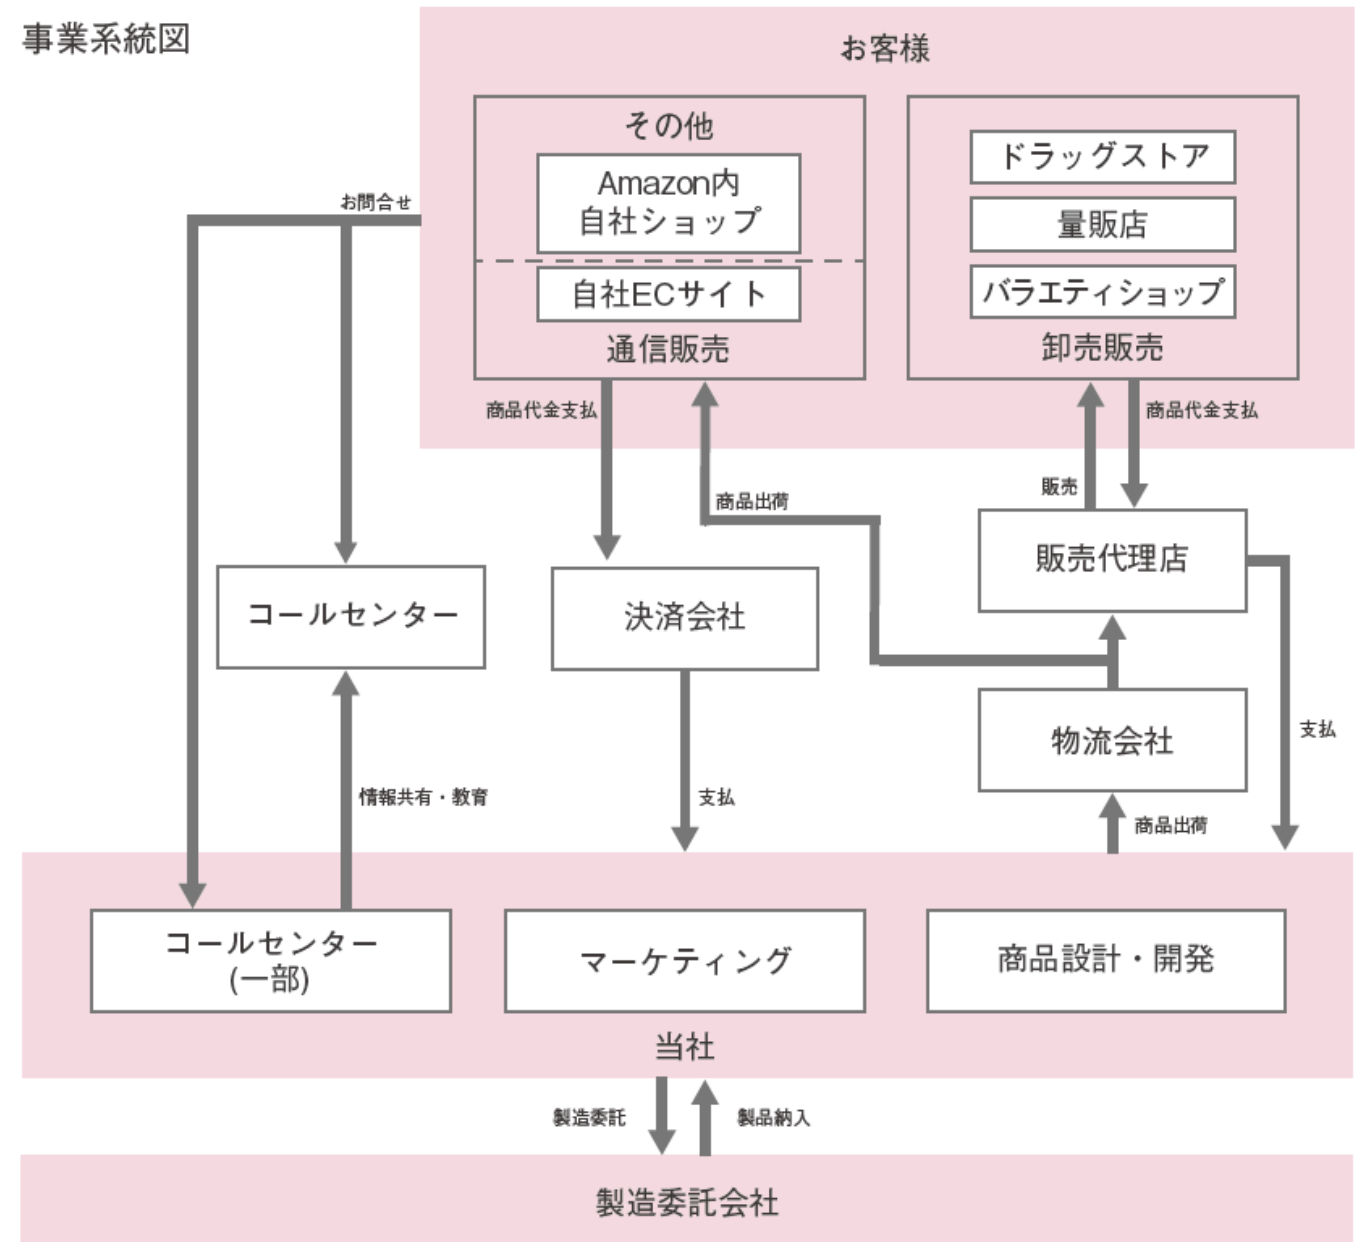 事業系統図
お客様
その他
Amazon内
自社ショップ
自社ECサイト
通信販売
ドラッグストア
量販店
バラエティショップ
卸売販売
お問合せ
商品代金支払
商品代金支払
販売
商品出荷
販売代理店
コールセンター
決済会社
物流会社
支払
情報共有・教育
支払
商品出荷
コールセンター
(一部)
マーケティング
商品設計・開発
当社
製造委託
製品納入
製造委託会社